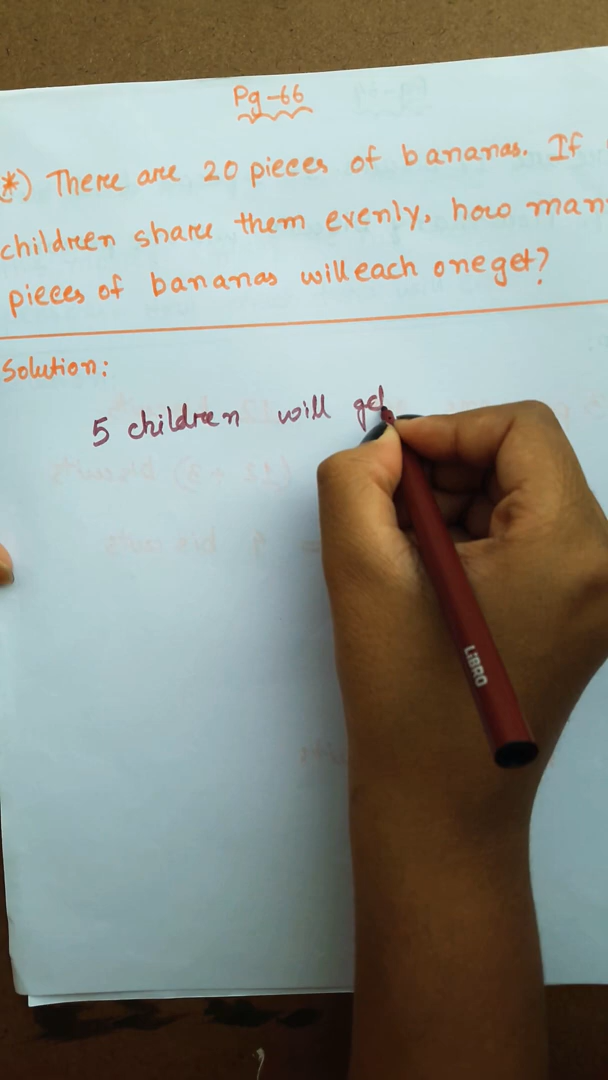 Pg-66
*) There are 20 pieces of bananas. If
children share them evenly, how man
pieces of bananas will each one get?
Solution:
5 children will get
LiBRO